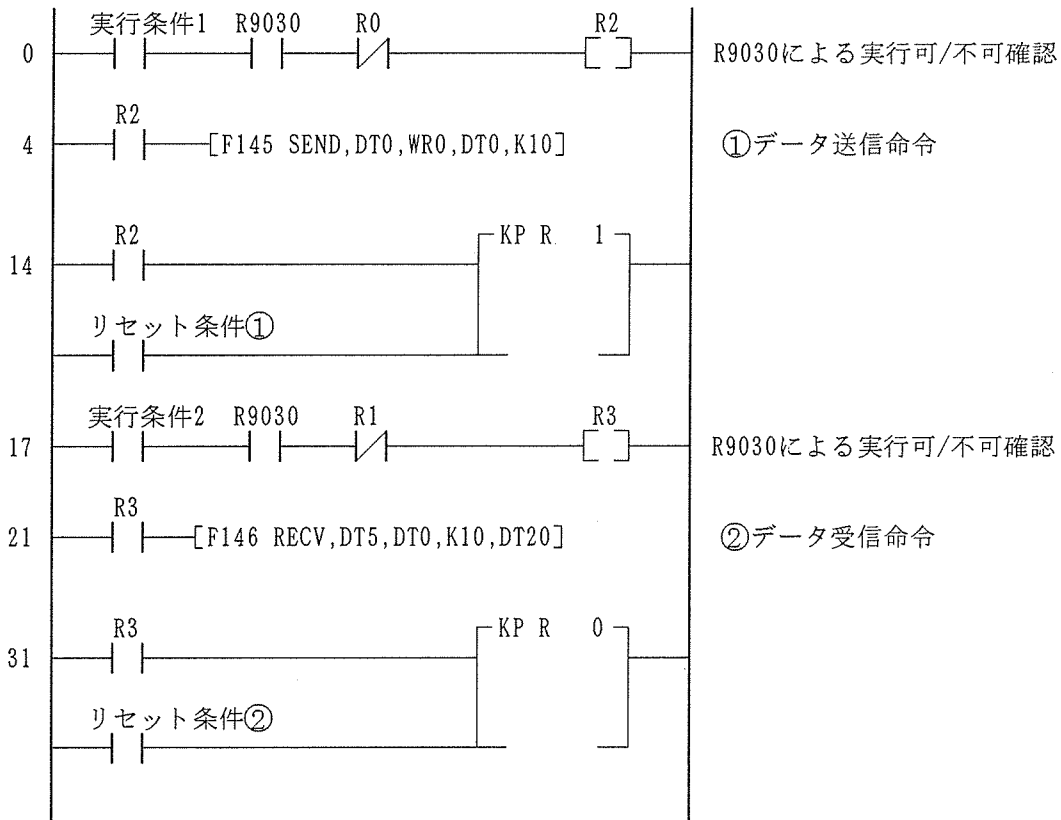 実行条件1 R9030 R0 R2
0 R9030による実行可/不可確認
R2
4 [F145 SEND,DT0,WR0,DT0,K10] ①データ送信命令
R2 KP R 1
14
リセット条件①
実行条件2 R9030 R1 R3
17 R9030による実行可/不可確認
R3
21 [F146 RECV,DT5,DT0,K10,DT20] ②データ受信命令
R3 KP R 0
31
リセット条件②